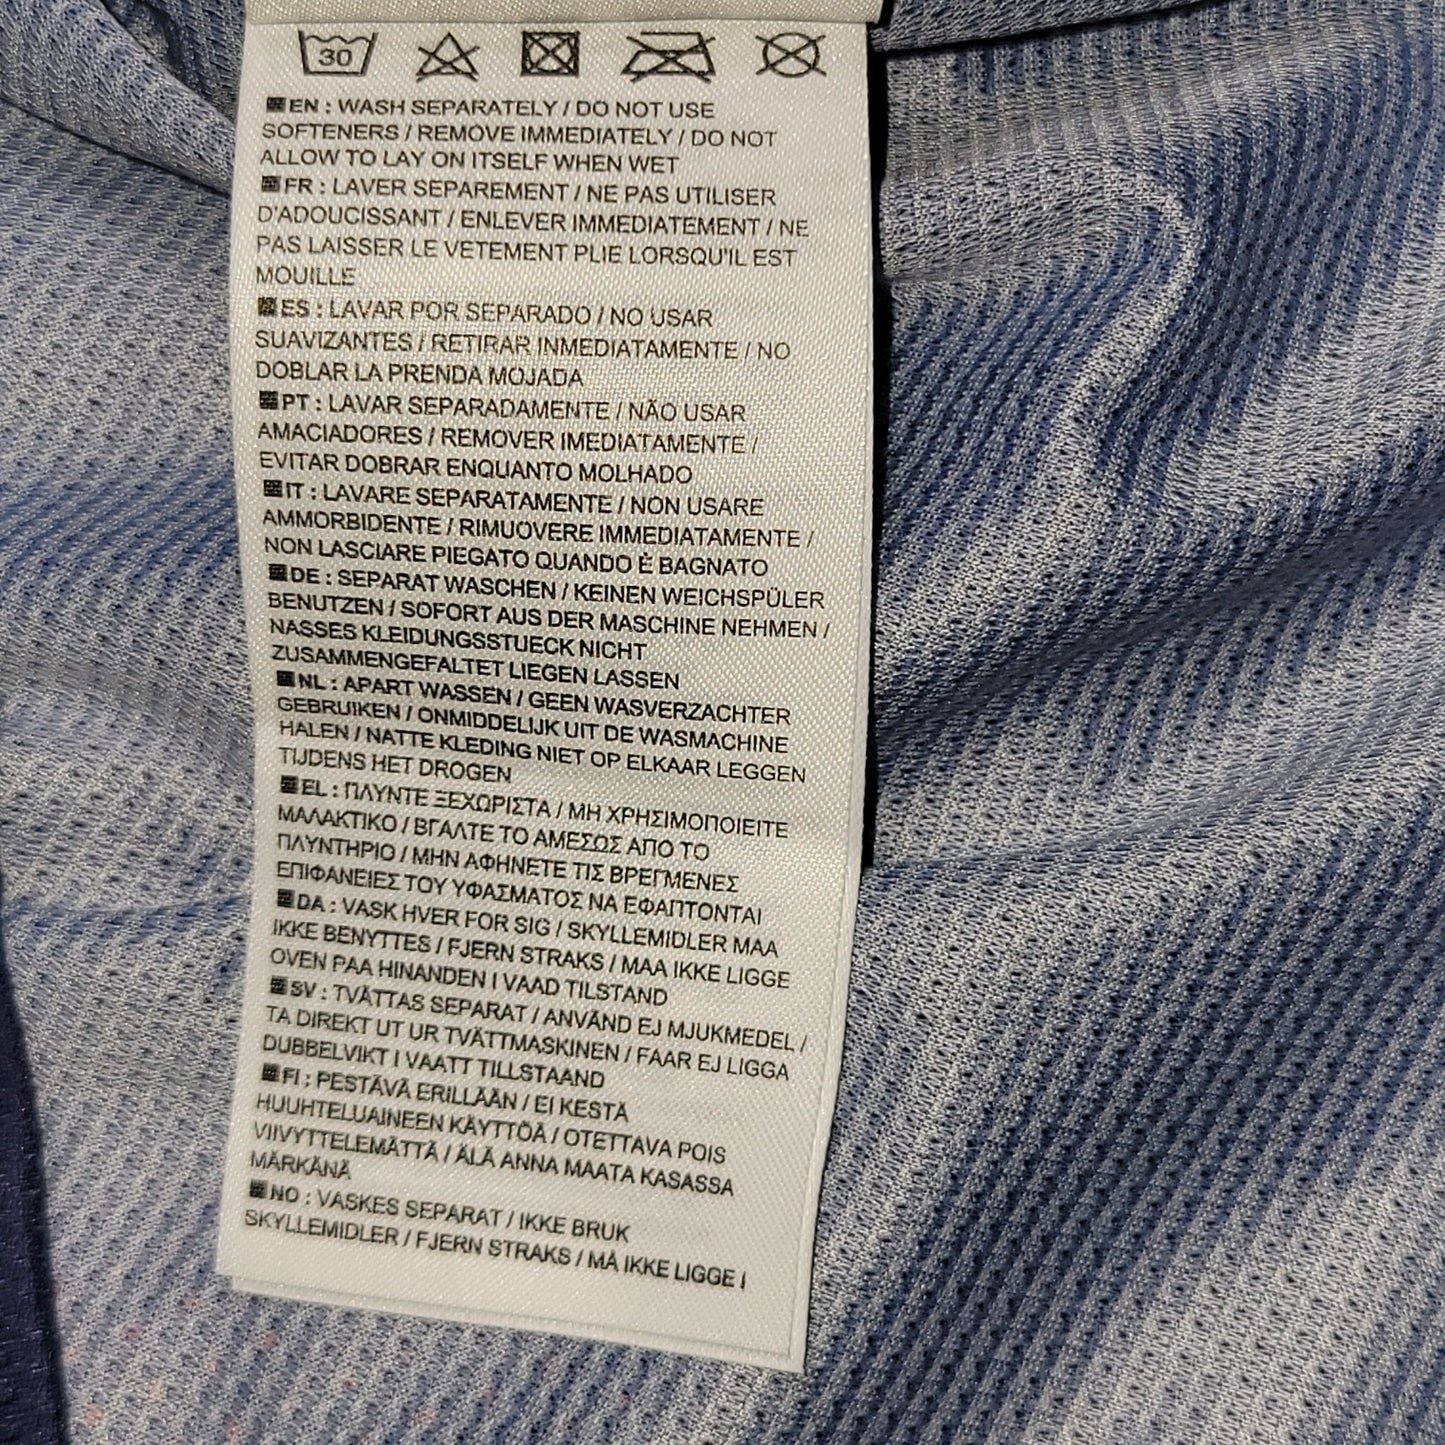 30
EN : WASH SEPARATELY / DO NOT USE
SOFTENERS / REMOVE IMMEDIATELY / DO NOT
ALLOW TO LAY ON ITSELF WHEN WET
FR : LAVER SEPAREMENT / NE PAS UTILISER
D'ADOUCISSANT / ENLEVER IMMEDIATEMENT / NE
PAS LAISSER LE VETEMENT PLIE LORSQU'IL EST
MOUILLE
ES : LAVAR POR SEPARADO / NO USAR
SUAVIZANTES / RETIRAR INMEDIATAMENTE / NO
DOBLAR LA PRENDA MOJADA
PT : LAVAR SEPARADAMENTE / NÃO USAR
AMACIADORES / REMOVER IMEDIATAMENTE /
EVITAR DOBRAR ENQUANTO MOLHADO
IT : LAVARE SEPARATAMENTE / NON USARE
AMMORBIDENTE / RIMUOVERE IMMEDIATAMENTE /
NON LASCIARE PIEGATO QUANDO È BAGNATO
DE : SEPARAT WASCHEN / KEINEN WEICHSPÜLER
BENUTZEN / SOFORT AUS DER MASCHINE NEHMEN /
NASSES KLEIDUNGSSTUECK NICHT
ZUSAMMENGEFALTET LIEGEN LASSEN
NL : APART WASSEN / GEEN WASVERZACHTER
GEBRUIKEN / ONMIDDELIJK UIT DE WASMACHINE
HALEN / NATTE KLEDING NIET OP ELKAAR LEGGEN
TIJDENS HET DROGEN
EL : ΠΛΥΝΤΕ ΞΕΧΩΡΙΣΤΑ / ΜΗ ΧΡΗΣΙΜΟΠΟΙΕΙΤΕ
ΜΑΛΑΚΤΙΚΟ / ΒΓΑΛΤΕ ΤΟ ΑΜΕΣΩΣ ΑΠΟ ΤΟ
ΠΛΥΝΤΗΡΙΟ / ΜΗΝ ΑΦΗΝΕΤΕ ΤΙΣ ΒΡΕΓΜΕΝΕΣ
ΕΠΙΦΑΝΕΙΕΣ ΤΟΥ ΥΦΑΣΜΑΤΟΣ ΝΑ ΕΦΑΠΤΟΝΤΑΙ
DA : VASK HVER FOR SIG / SKYLLEMIDLER MAA
IKKE BENYTTES / FJERN STRAKS / MAA IKKE LIGGE
OVEN PAA HINANDEN I VAAD TILSTAND
SV : TVÄTTAS SEPARAT / ANVÄND EJ MJUKMEDEL /
TA DIREKT UT UR TVÄTTMASKINEN / FAAR EJ LIGGA
DUBBELVIKT I VAATT TILLSTAAND
FI : PESTÄVÄ ERILLÄÄN / EI KESTÄ
HUUHTELUAINEEN KÄYTTÖÄ / OTETTAVA POIS
VIIVYTTELEMÄTTÄ / ÄLÄ ANNA MAATA KASASSA
MÄRKÄNÄ
NO : VASKES SEPARAT / IKKE BRUK
SKYLLEMIDLER / FJERN STRAKS / MÅ IKKE LIGGE I